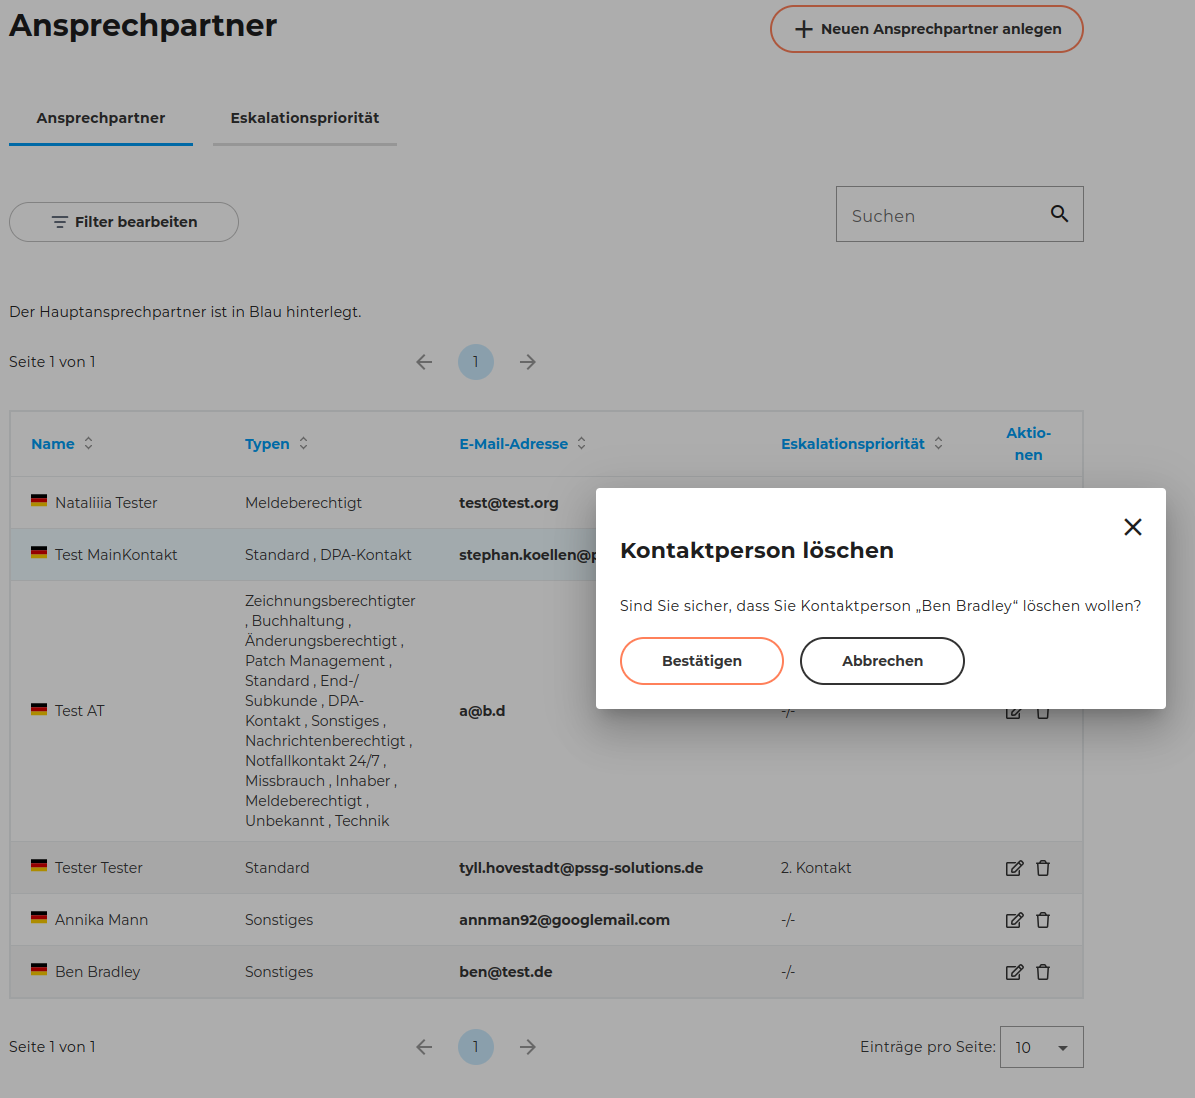 Ansprechpartner
Neuen Ansprechpartner anlegen
Ansprechpartner
Eskalationspriorität
Filter bearbeiten
Suchen
Der Hauptansprechpartner ist in Blau hinterlegt.
Seite 1 von 1
1
Name Typen E-Mail-Adresse Eskalationspriorität Aktio-
nen
Nataliiia Tester Meldeberechtigt test@test.org
Test MainKontakt Standard , DPA-Kontakt stephan.koellen@p
Zeichnungsberechtigter
, Buchhaltung ,
Änderungsberechtigt ,
Patch Management ,
Standard , End-/
Subkunde , DPA-
Kontakt , Sonstiges ,
Nachrichtenberechtigt ,
Notfallkontakt 24/7 ,
Missbrauch , Inhaber ,
Meldeberechtigt ,
Unbekannt , Technik
Test AT
a@b.d
-/-
Kontaktperson löschen
Sind Sie sicher, dass Sie Kontaktperson „Ben Bradley“ löschen wollen?
Bestätigen
Abbrechen
Tester Tester Standard tyll.hovestadt@pssg-solutions.de 2. Kontakt
Annika Mann Sonstiges annman92@googlemail.com -/-
Ben Bradley Sonstiges ben@test.de -/-
Seite 1 von 1
1
Einträge pro Seite: 10